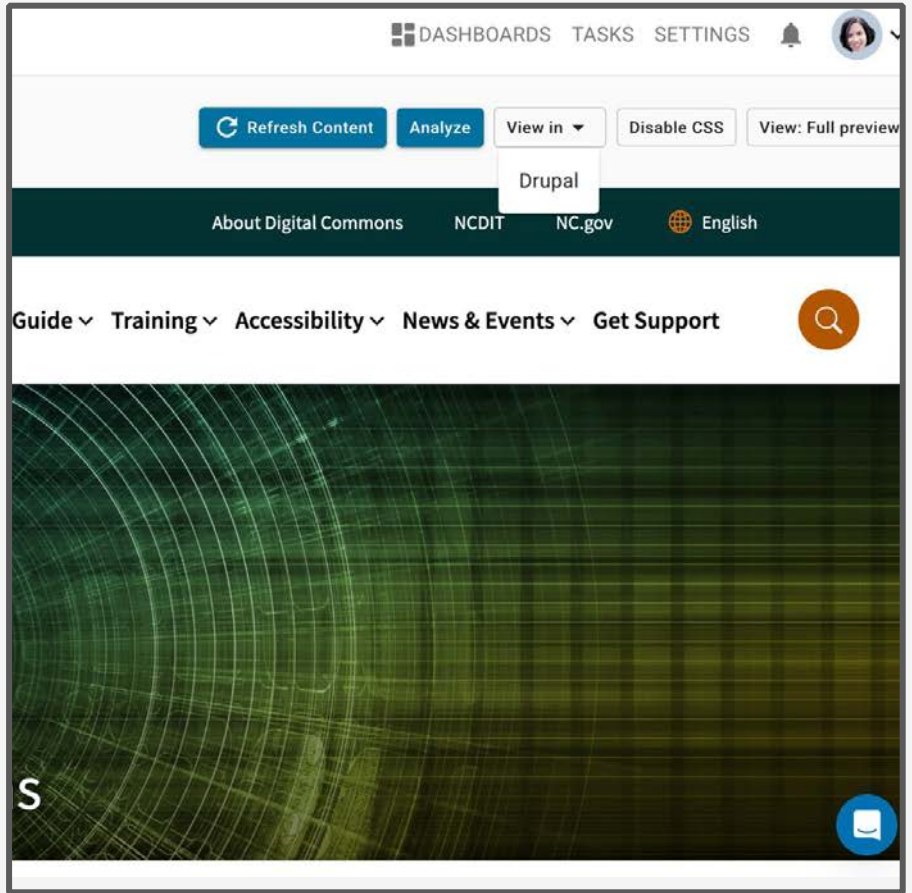 DASHBOARDS TASKS SETTINGS
Refresh Content Analyze View in Disable CSS View: Full preview
Drupal
About Digital Commons NCDIT NC.gov English
Guide Training Accessibility News & Events Get Support
s